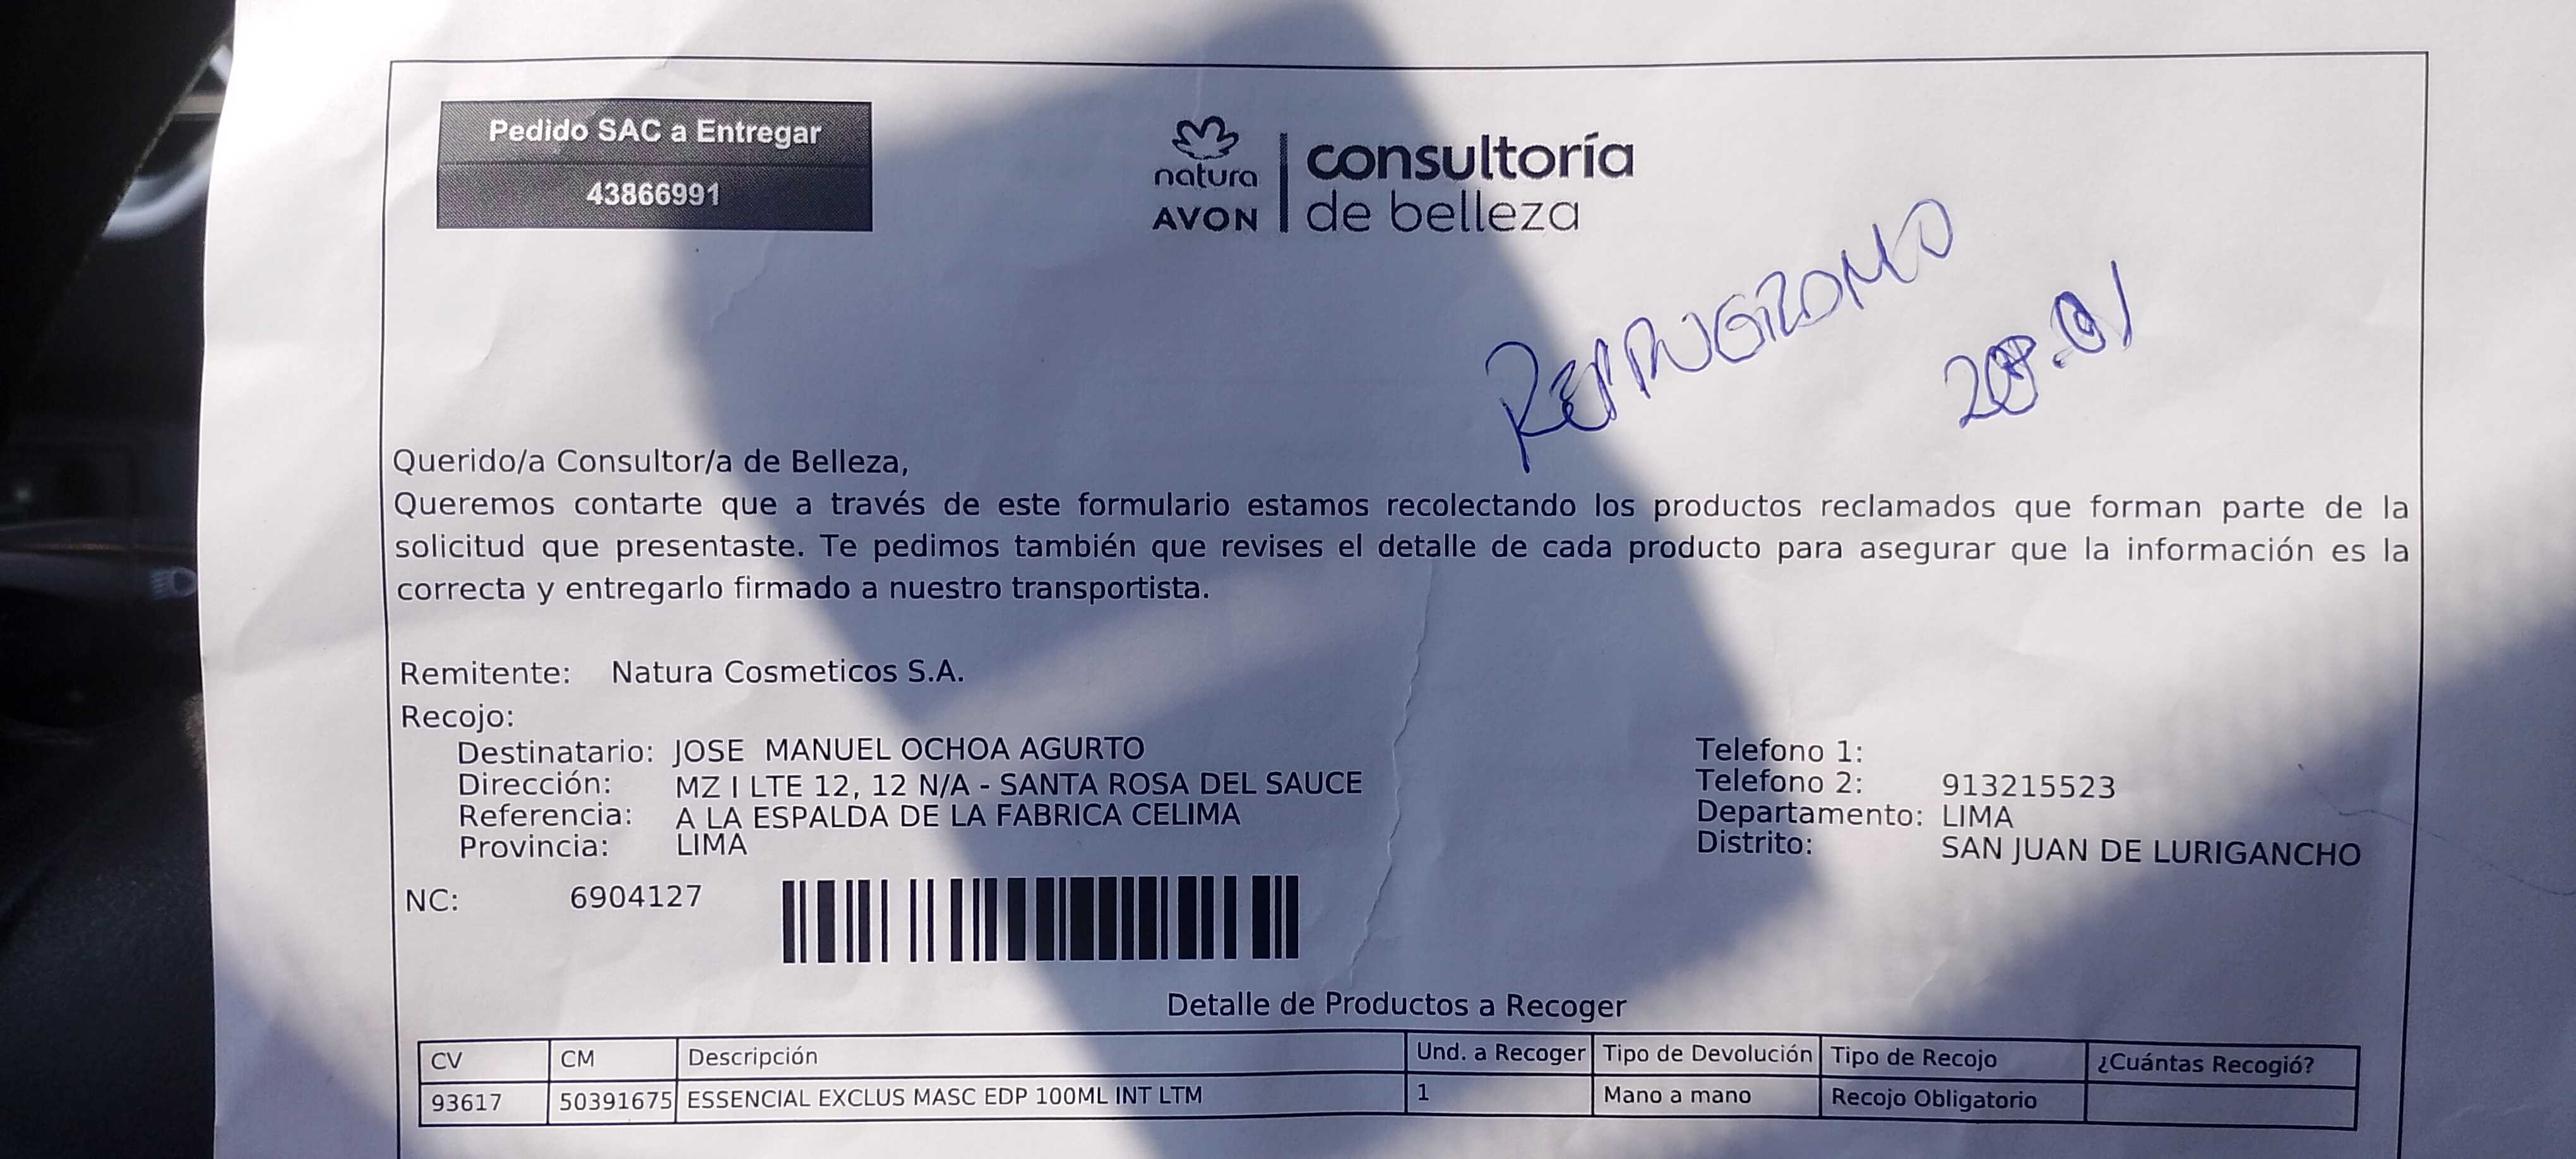 Pedido SAC a Entregar
43866991
natura
AVON
consultoría
de belleza
Querido/a Consultor/a de Belleza,
Queremos contarte que a través de este formulario estamos recolectando los productos reclamados que forman parte de la
solicitud que presentaste. Te pedimos también que revises el detalle de cada producto para asegurar que la información es la
correcta y entregarlo firmado a nuestro transportista.
Remitente: Natura Cosmeticos S.A.
Recojo:
Destinatario: JOSE MANUEL OCHOA AGURTO
Dirección: MZ I LTE 12, 12 N/A - SANTA ROSA DEL SAUCE
Referencia: A LA ESPALDA DE LA FABRICA CELIMA
Provincia: LIMA
Telefono 1:
Telefono 2: 913215523
Departamento: LIMA
Distrito: SAN JUAN DE LURIGANCHO
NC: 6904127
Detalle de Productos a Recoger
CV CM Descripción Und. a Recoger Tipo de Devolución Tipo de Recojo ¿Cuántas Recogió?
93617 50391675 ESSENCIAL EXCLUS MASC EDP 100ML INT LTM 1 Mano a mano Recojo Obligatorio